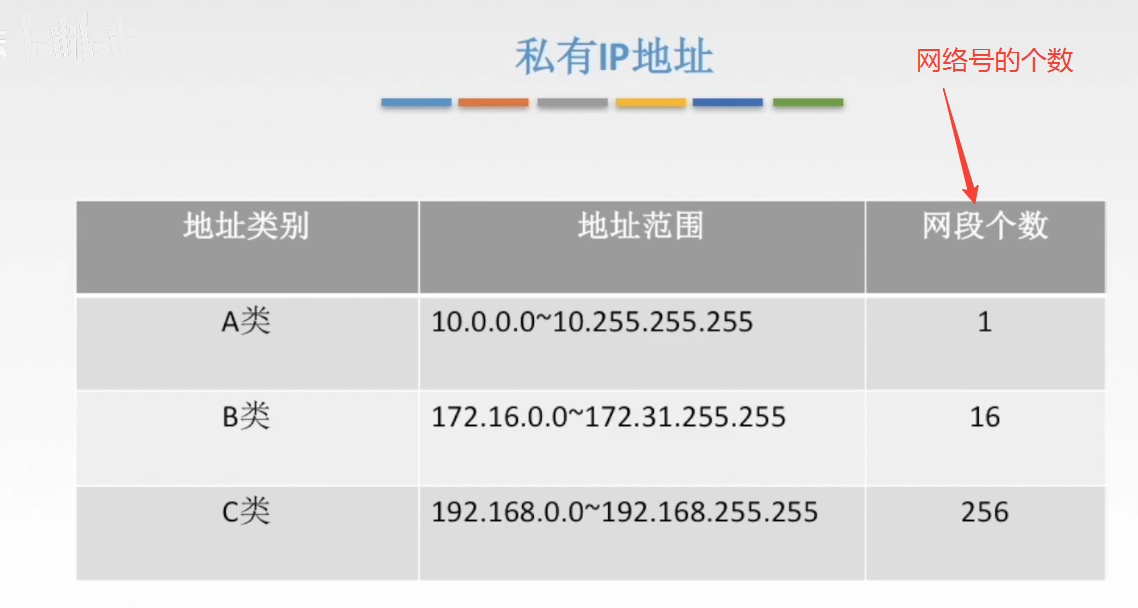 私有IP地址
网络号的个数
地址类别 地址范围 网段个数
A类 10.0.0.0~10.255.255.255 1
B类 172.16.0.0~172.31.255.255 16
C类 192.168.0.0~192.168.255.255 256